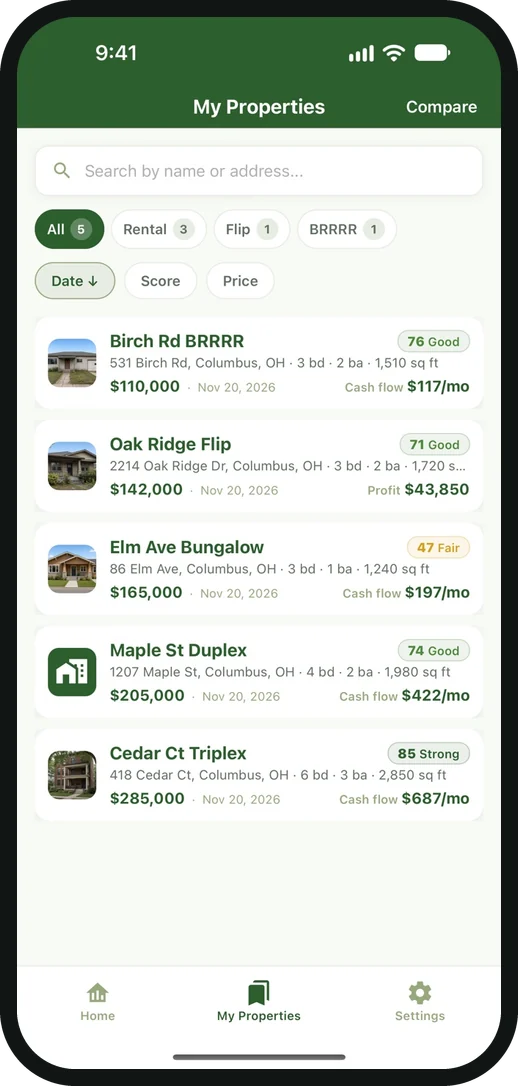 9:41
My Properties Compare
Search by name or address...
All 5 Rental 3 Flip 1 BRRRR 1
Date ↓ Score Price
Birch Rd BRRRR 76 Good
531 Birch Rd, Columbus, OH · 3 bd · 2 ba · 1,510 sq ft
$110,000 · Nov 20, 2026 Cash flow $117/mo
Oak Ridge Flip 71 Good
2214 Oak Ridge Dr, Columbus, OH · 3 bd · 2 ba · 1,720 s...
$142,000 · Nov 20, 2026 Profit $43,850
Elm Ave Bungalow 47 Fair
86 Elm Ave, Columbus, OH · 3 bd · 1 ba · 1,240 sq ft
$165,000 · Nov 20, 2026 Cash flow $197/mo
Maple St Duplex 74 Good
1207 Maple St, Columbus, OH · 4 bd · 2 ba · 1,980 sq ft
$205,000 · Nov 20, 2026 Cash flow $422/mo
Cedar Ct Triplex 85 Strong
418 Cedar Ct, Columbus, OH · 6 bd · 3 ba · 2,850 sq ft
$285,000 · Nov 20, 2026 Cash flow $687/mo
Home My Properties Settings